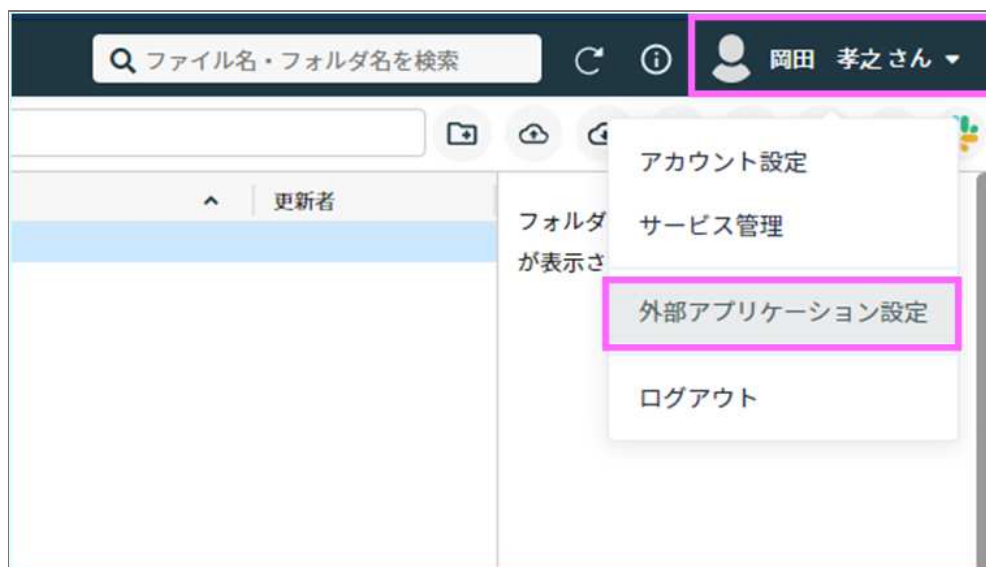 ファイル名・フォルダ名を検索
岡田 孝之さん
アカウント設定
更新者
フォルダ
サービス管理
が表示さ
外部アプリケーション設定
ログアウト